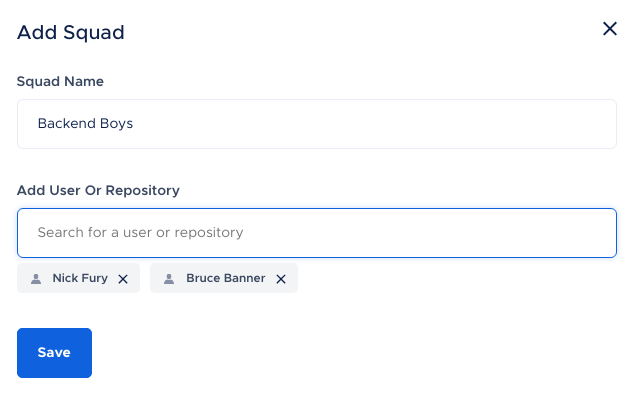 Add Squad
Squad Name
Backend Boys
Add User Or Repository
Search for a user or repository
Nick Fury
Bruce Banner
Save